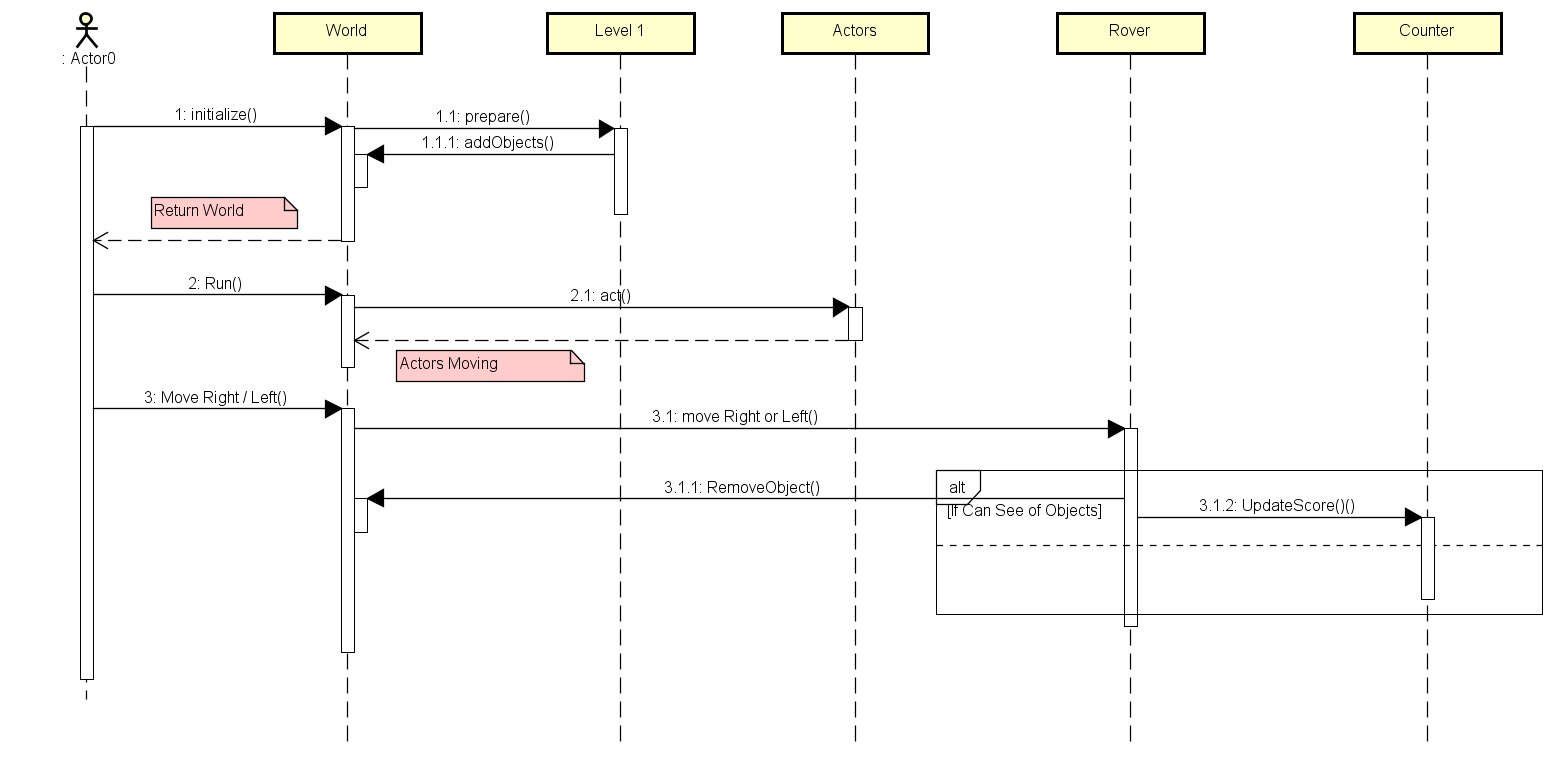 : Actor0
World
Level 1
Actors
Rover
Counter
1: initialize()
1.1: prepare()
1.1.1: addObjects()
Return World
2: Run()
2.1: act()
Actors Moving
3: Move Right / Left()
3.1: move Right or Left()
alt
3.1.1: RemoveObject()
[If Can See of Objects]
3.1.2: UpdateScore()()